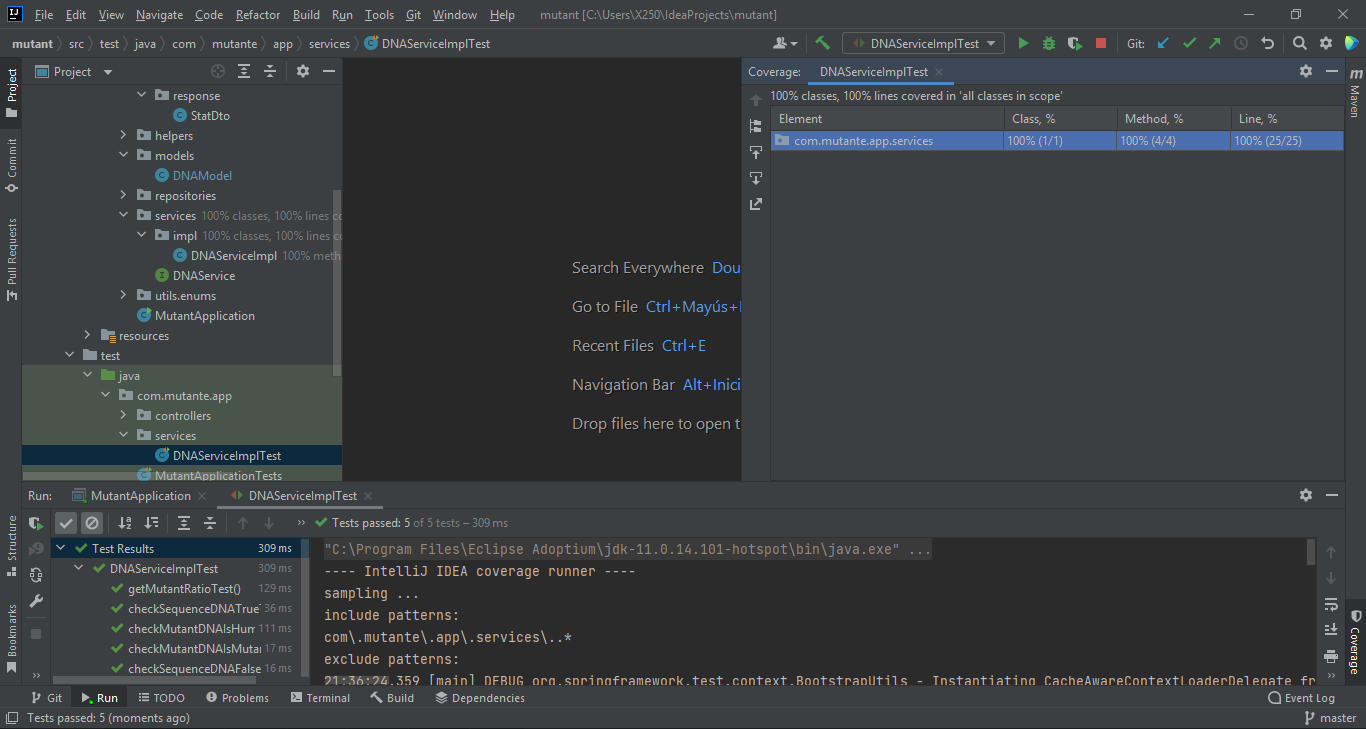 File Edit View Navigate Code Refactor Build Run Tools Git Window Help mutant [C:\Users\X250\IdeaProjects\mutant]
mutant src test java com mutante app services DNAServiceImplTest
DNAServiceImplTest Git:
Project
response
StatDto
helpers
models
DNAModel
repositories
services 100% classes, 100% lines co
impl 100% classes, 100% lines co
DNAServiceImpl 100% meth
DNAService
utils.enums
MutantApplication
resources
test
java
com.mutante.app
controllers
services
DNAServiceImplTest
MutantApplicationTests
Project
Commit
Pull Requests
Structure
Bookmarks
Search Everywhere Dou
Go to File Ctrl+Mayús+
Recent Files Ctrl+E
Navigation Bar Alt+Inici
Drop files here to open t
Coverage: DNAServiceImplTest
100% classes, 100% lines covered in 'all classes in scope'
Element Class, % Method, % Line, %
com.mutante.app.services 100% (1/1) 100% (4/4) 100% (25/25)
Maven
Coverage
Run: MutantApplication DNAServiceImplTest
Tests passed: 5 of 5 tests – 309 ms
Test Results 309 ms
DNAServiceImplTest 309 ms
getMutantRatioTest() 129 ms
checkSequenceDNATrue 36 ms
checkMutantDNAIsHum 111 ms
checkMutantDNAIsMuta 17 ms
checkSequenceDNAFalse 16 ms
"C:\Program Files\Eclipse Adoptium\jdk-11.0.14.101-hotspot\bin\java.exe" ...
---- IntelliJ IDEA coverage runner ----
sampling ...
include patterns:
com\.mutante\.app\.services\..*
exclude patterns:
21:36:24.359 [main] DEBUG org.springframework.test.context.BootstrapUtils - Instantiating CacheAwareContextLoaderDelegate fr
Git Run TODO Problems Terminal Build Dependencies Event Log
Tests passed: 5 (moments ago) master